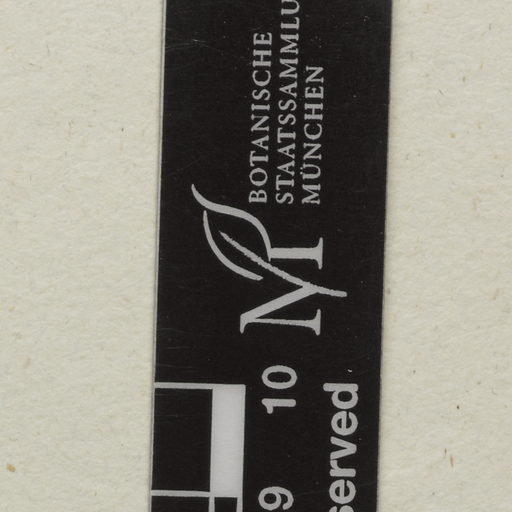 BOTANISCHE
STAATSSAMMLU
MÜNCHEN
M
9 10
served